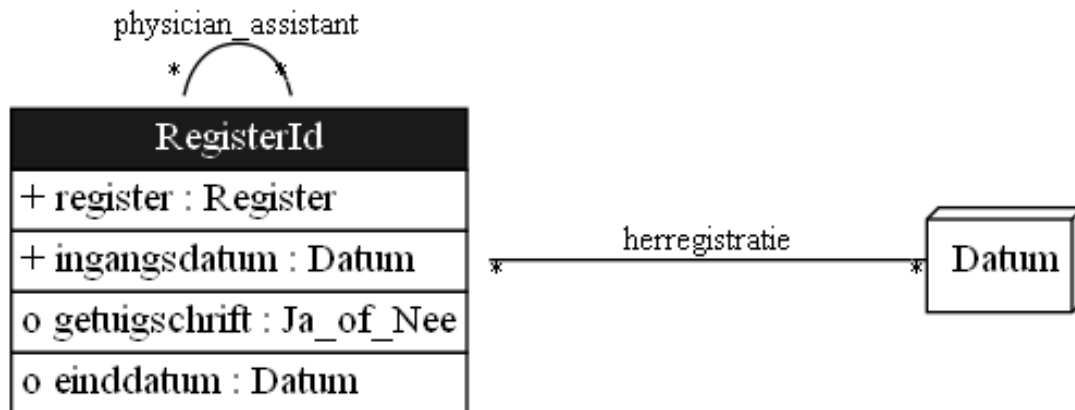 physician_assistant
* *
RegisterId
+ register : Register
+ ingangsdatum : Datum
o getuigschrift : Ja_of_Nee
o einddatum : Datum
herregistratie
* *
Datum